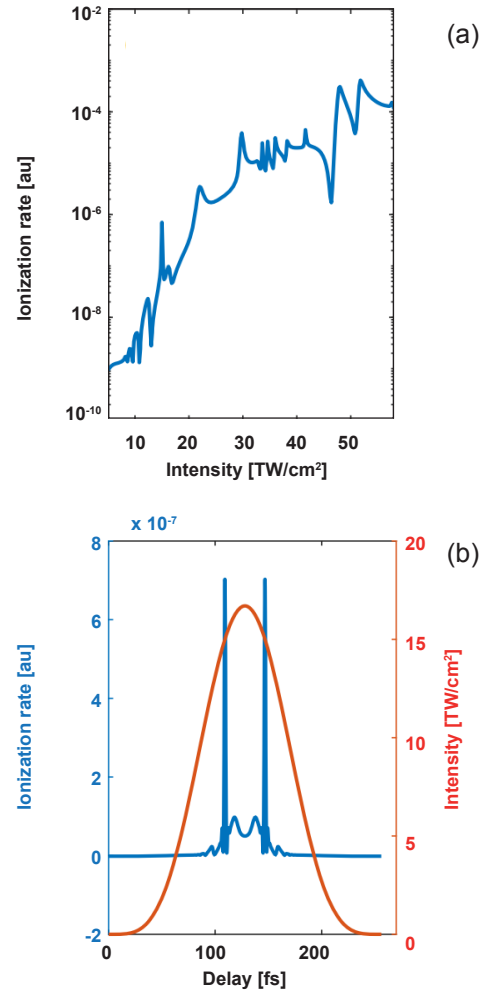 (a)
Ionization rate [au]
10-2
10-4
10-6
10-8
10-10
10 20 30 40 50
Intensity [TW/cm2]
(b)
x 10-7
Ionization rate [au]
8
6
4
2
0
-2
20
15
10
5
0
Intensity [TW/cm2]
0 100 200
Delay [fs]